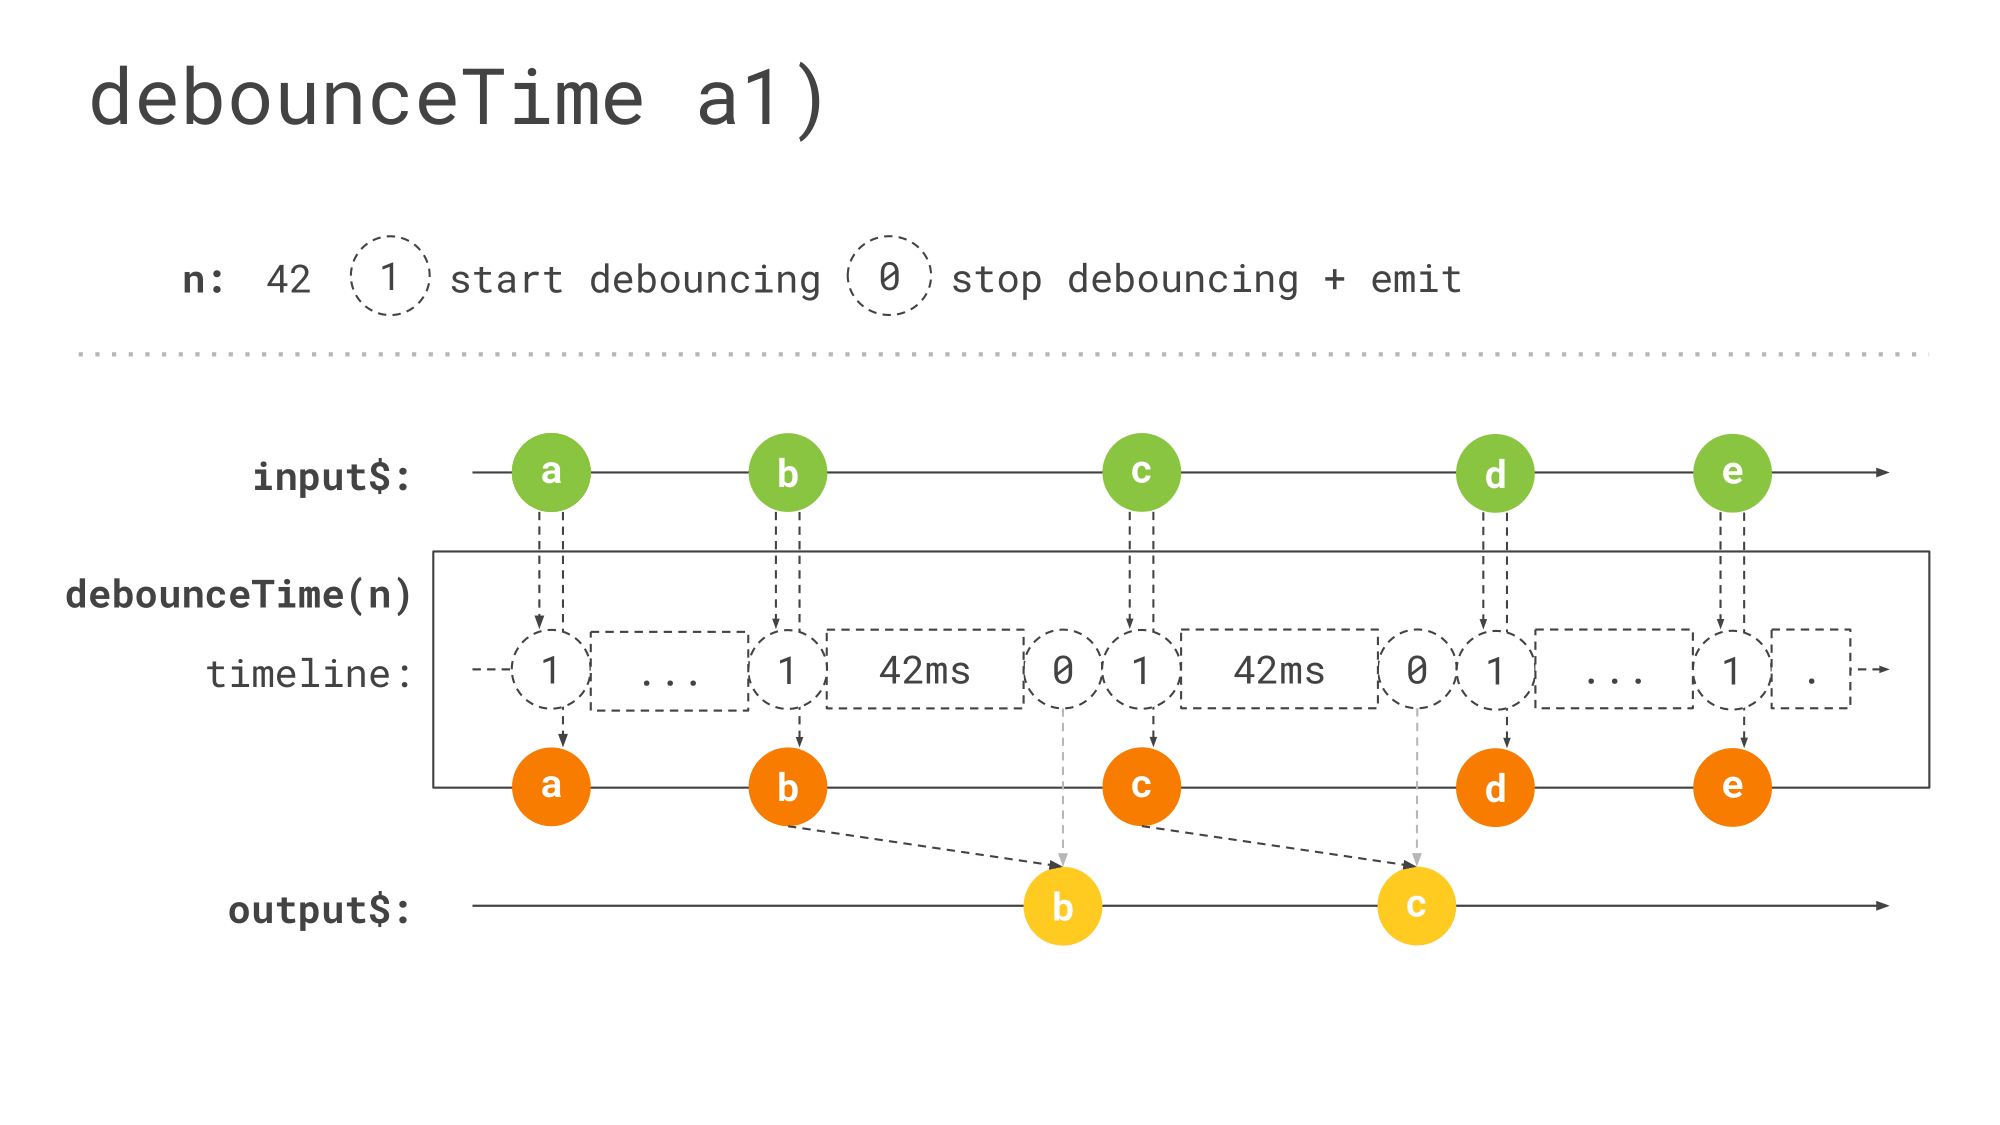 debounceTime a1)
n: 42 1 start debouncing 0 stop debouncing + emit
input$: a b c d e
debounceTime(n)
timeline: 1 ... 1 42ms 0 1 42ms 0 1 ... 1 .
a b c d e
output$: b c